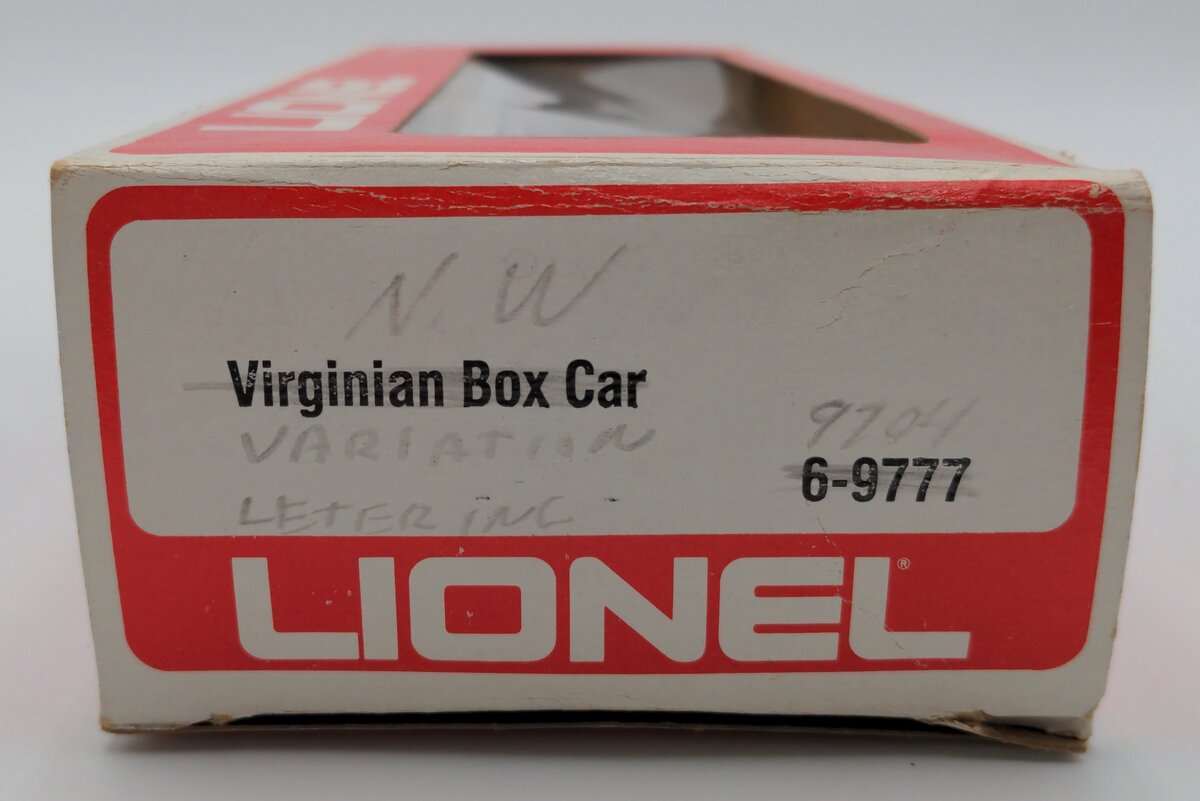 LIONEL
N. W
Virginian Box Car
VARIATION
9704
LETERING
6-9777
LIONEL®